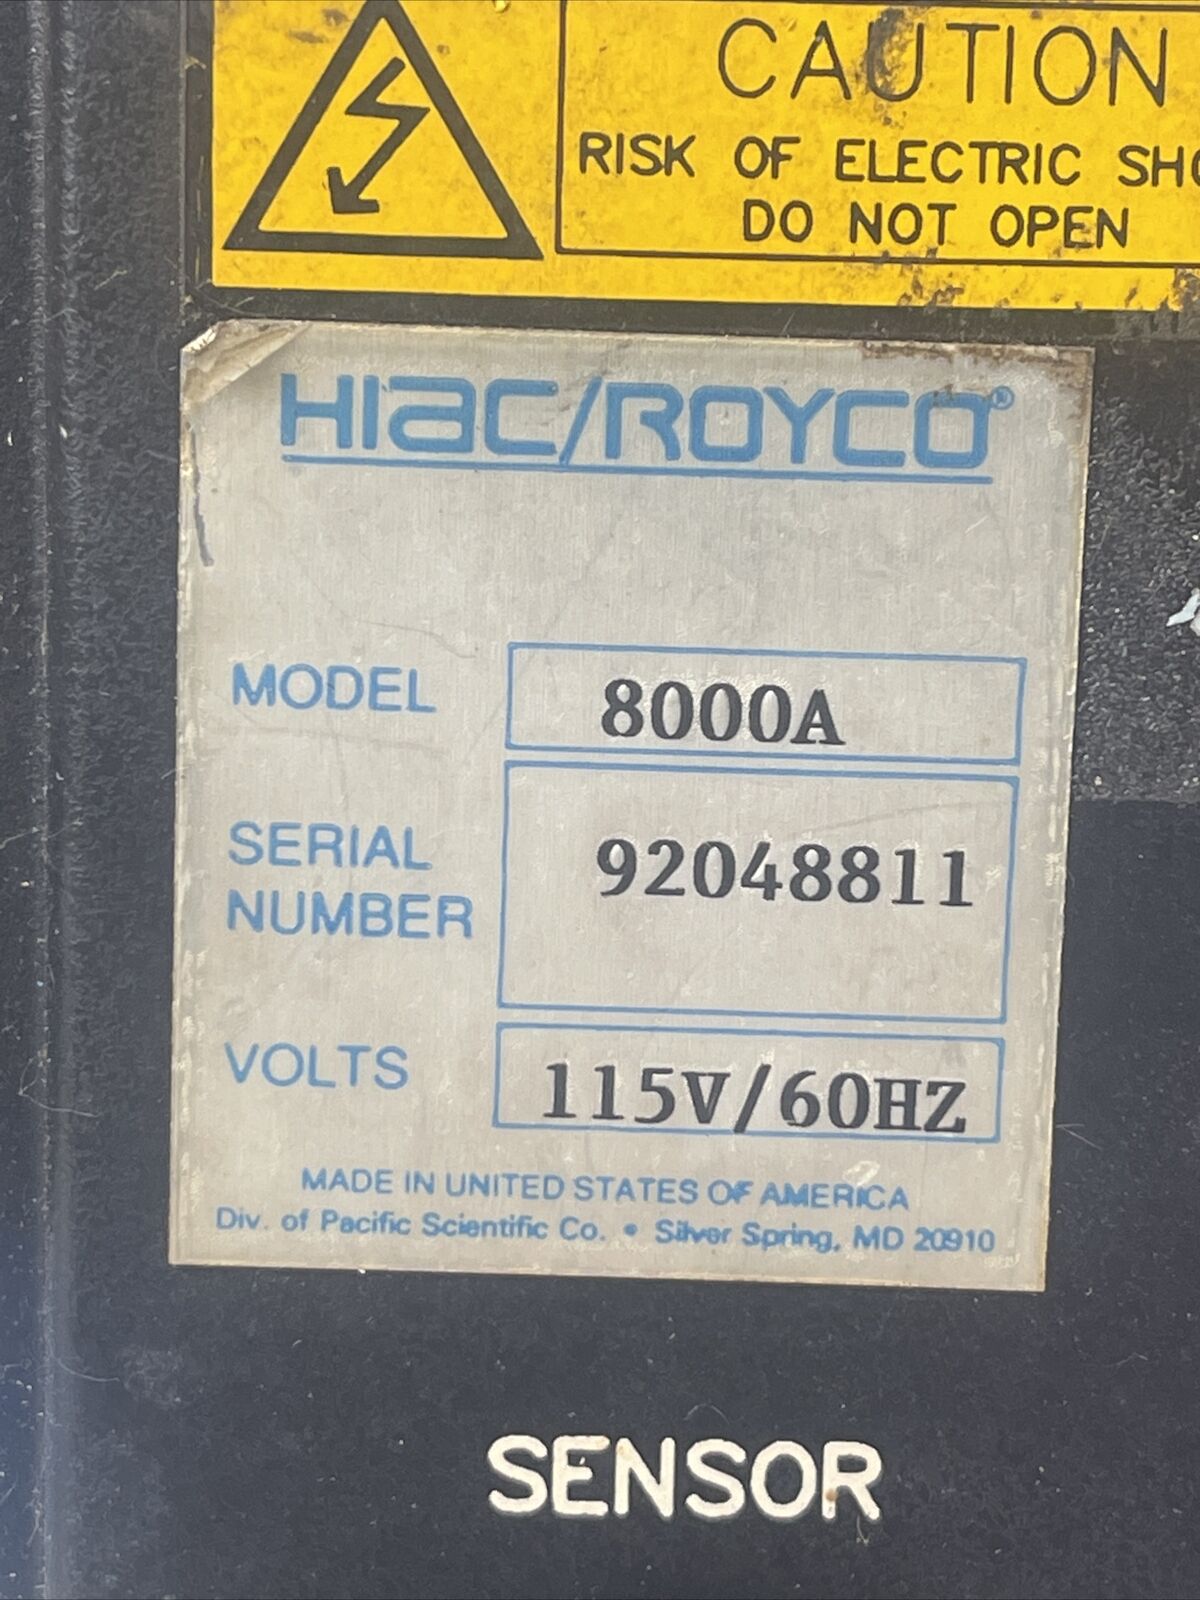 CAUTION
RISK OF ELECTRIC
DO NOT OPEN
HIAC/ROYCO®
MODEL 8000A
SERIAL NUMBER 92048811
VOLTS 115V/60HZ
MADE IN UNITED STATES OF AMERICA
Div. of Pacific Scientific Co. • Silver Spring, MD 20910
SENSOR